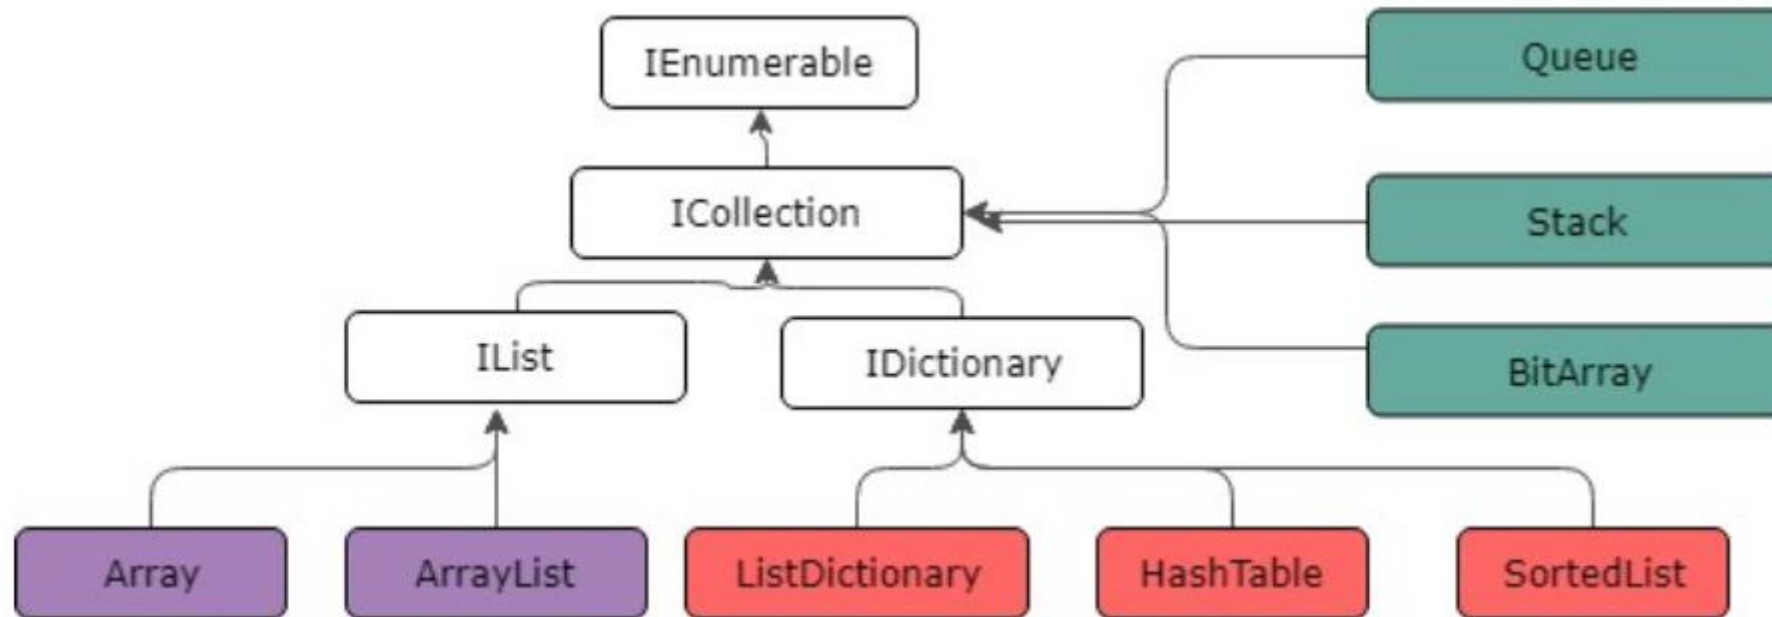 IEnumerable
Queue
ICollection
Stack
IList
IDictionary
BitArray
Array
ArrayList
ListDictionary
HashTable
SortedList